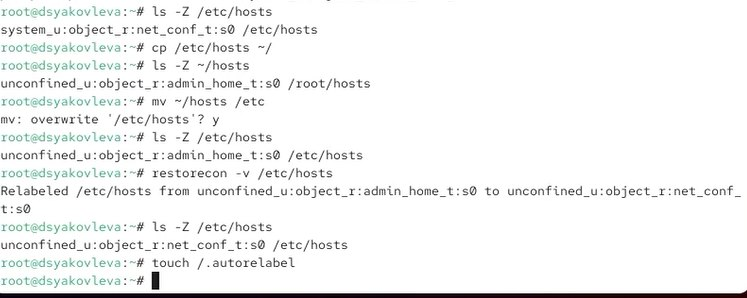 root@dsyakovleva:~# ls -Z /etc/hosts
system_u:object_r:net_conf_t:s0 /etc/hosts
root@dsyakovleva:~# cp /etc/hosts ~/
root@dsyakovleva:~# ls -Z ~/hosts
unconfined_u:object_r:admin_home_t:s0 /root/hosts
root@dsyakovleva:~# mv ~/hosts /etc
mv: overwrite '/etc/hosts'? y
root@dsyakovleva:~# ls -Z /etc/hosts
unconfined_u:object_r:admin_home_t:s0 /etc/hosts
root@dsyakovleva:~# restorecon -v /etc/hosts
Relabeled /etc/hosts from unconfined_u:object_r:admin_home_t:s0 to unconfined_u:object_r:net_conf_
t:s0
root@dsyakovleva:~# ls -Z /etc/hosts
unconfined_u:object_r:net_conf_t:s0 /etc/hosts
root@dsyakovleva:~# touch /.autorelabel
root@dsyakovleva:~#